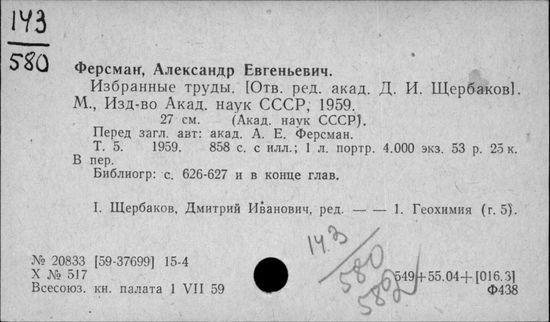 143
580
Ферсман, Александр Евгеньевич.
Избранные труды. [Отв. ред. акад. Д. И. Щербаков].
М., Изд-во Акад. наук СССР, 1959.
27 см. (Акад. наук СССР).
Перед загл. авт: акад. А. Е. Ферсман.
Т. 5. 1959. 858 с. с илл.; 1 л. портр. 4.000 экз. 53 р. 25 к.
В пер.
Библиогр: с. 626-627 и в конце глав.
I. Щербаков, Дмитрий Иванович, ред. — — 1. Геохимия (г. 5).
№ 20833 [59-37699] 15-4
X № 517
Всесоюз. кн. палата 1 VII 59
143
580
582
549+55.04+[016.3]
Ф438